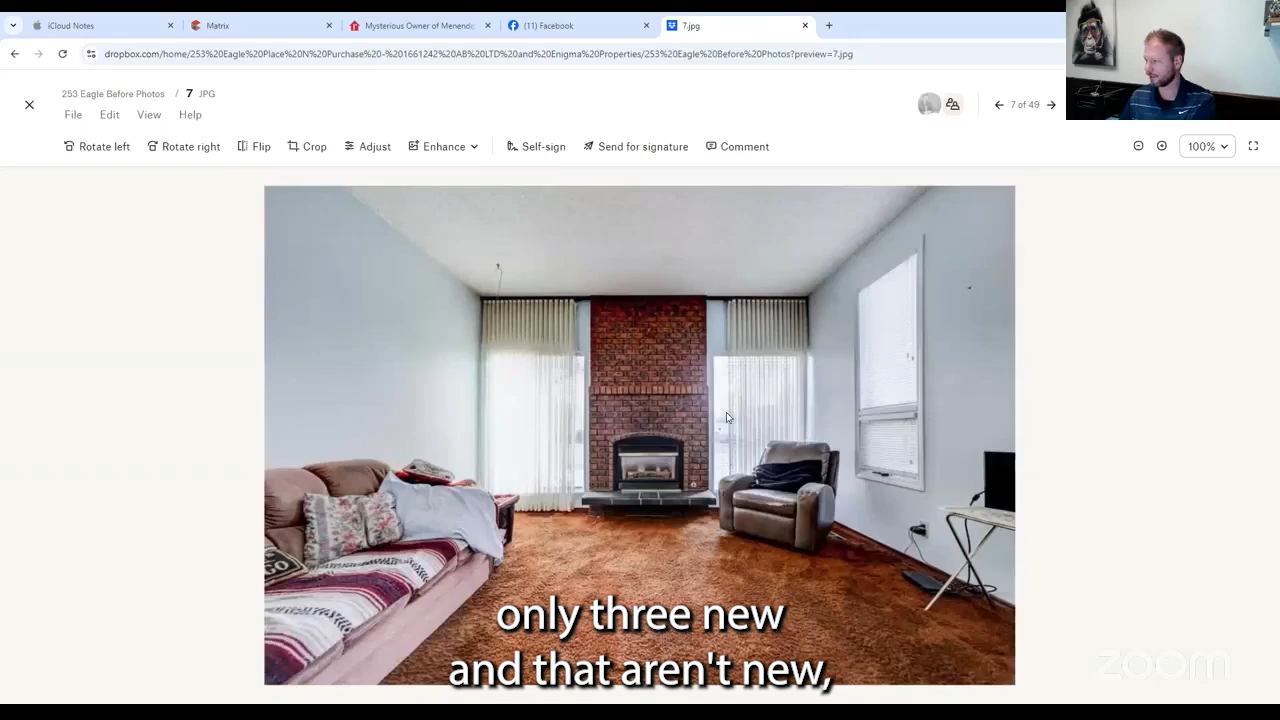 iCloud Notes
Matrix
Mysterious Owner of Menende
(11) Facebook
7.jpg
dropbox.com/home/253%20Eagle%20Place%20N%20Purchase%20-%201661242%20AB%20LTD%20and%20Enigma%20Properties/253%20Eagle%20Before%20Photos?preview=7.jpg
253 Eagle Before Photos / 7 JPG
File Edit View Help
7 of 49
Rotate left Rotate right Flip Crop Adjust Enhance Self-sign Send for signature Comment
100%
GO
only three new
and that aren't new,
zoom